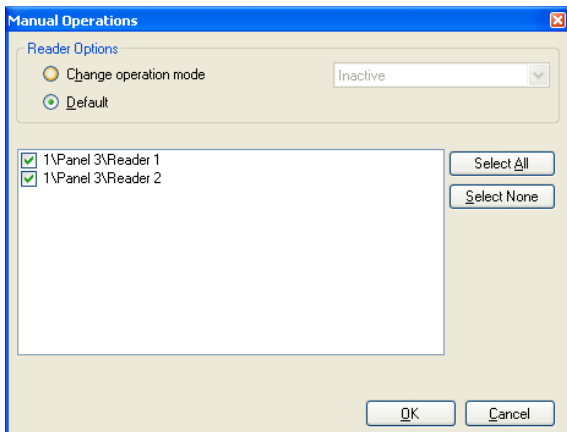 Manual Operations
Reader Options
Change operation mode
Inactive
Default
1\Panel 3\Reader 1
1\Panel 3\Reader 2
Select All
Select None
OK
Cancel